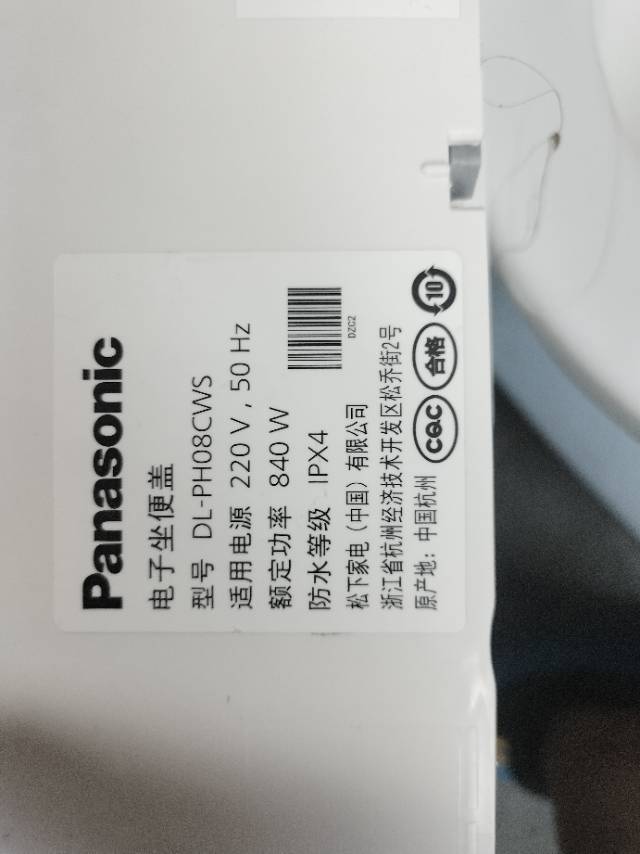 Panasonic
电子坐便盖
型号 DL-PH08CWS
适用电源 220 V , 50 Hz
额定功率 840 W
防水等级 IPX4
DZC2
松下家电（中国）有限公司
浙江省杭州经济技术开发区松乔街2号
原产地：中国杭州
CQC
合格
10